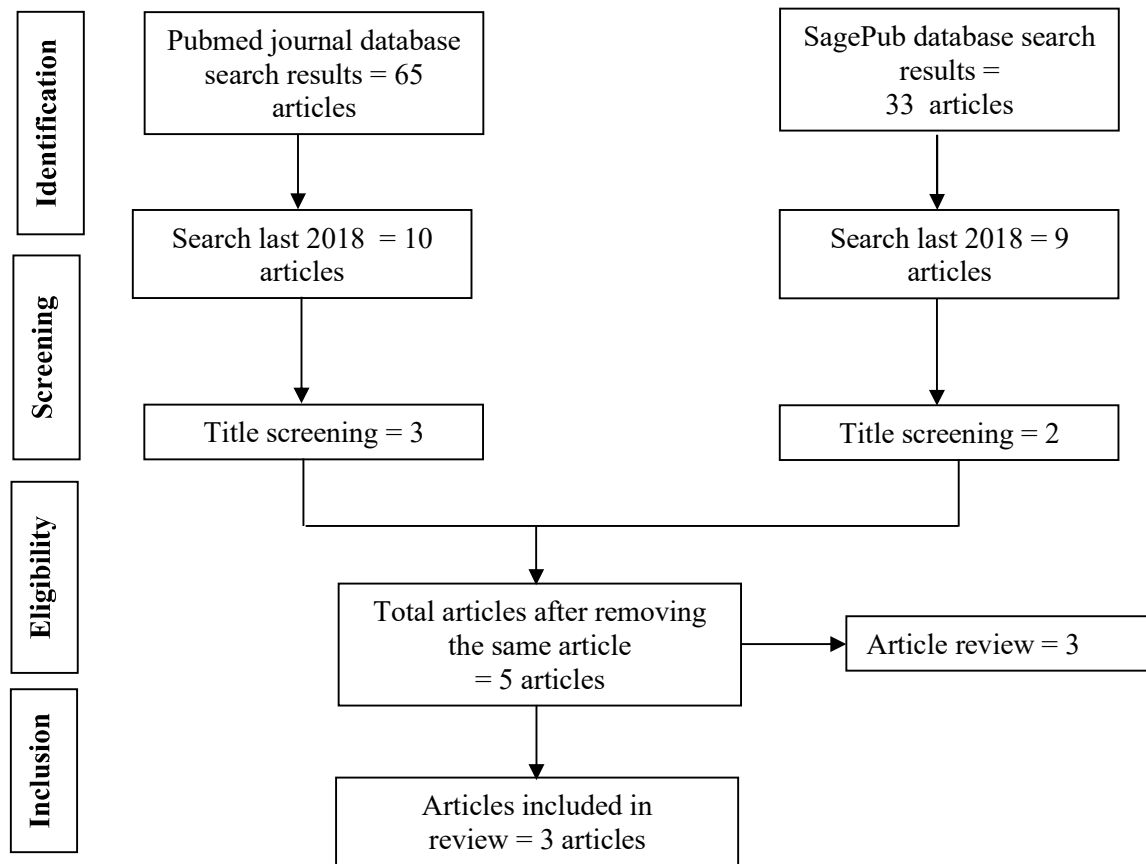 Identification
Pubmed journal database
search results = 65
articles
SagePub database search
results =
33 articles
Search last 2018 = 10
articles
Search last 2018 = 9
articles
Screening
Title screening = 3
Title screening = 2
Eligibility
Total articles after removing
the same article
= 5 articles
Article review = 3
Inclusion
Articles included in
review = 3 articles